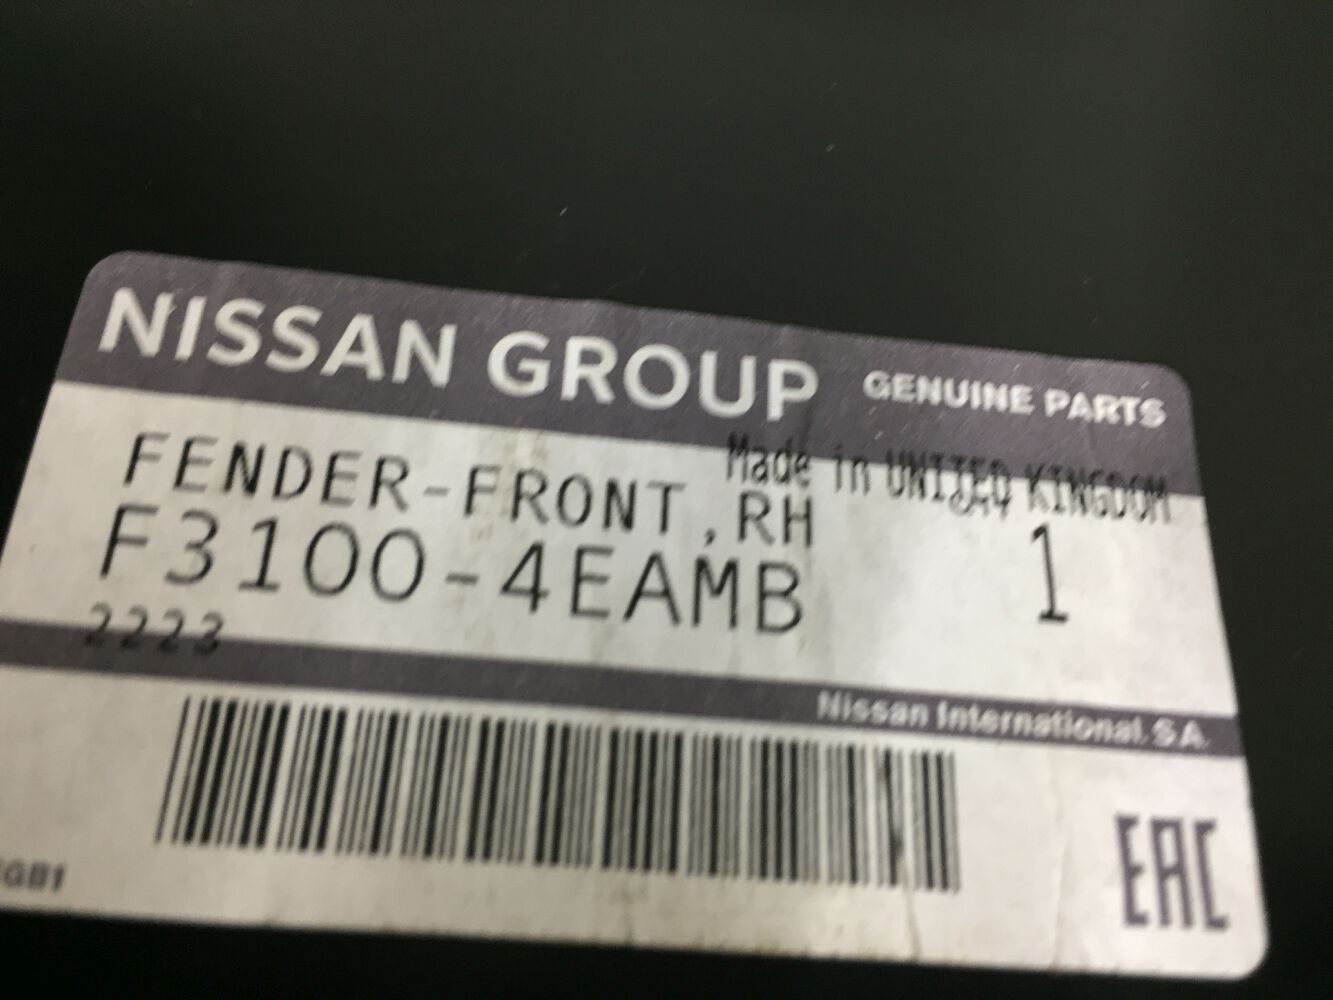 NISSAN GROUP GENUINE PARTS
Made in UNITED KINGDOM
FENDER-FRONT,RH
F3100-4EAMB 1
2223
Nissan International. S.A.
EAC